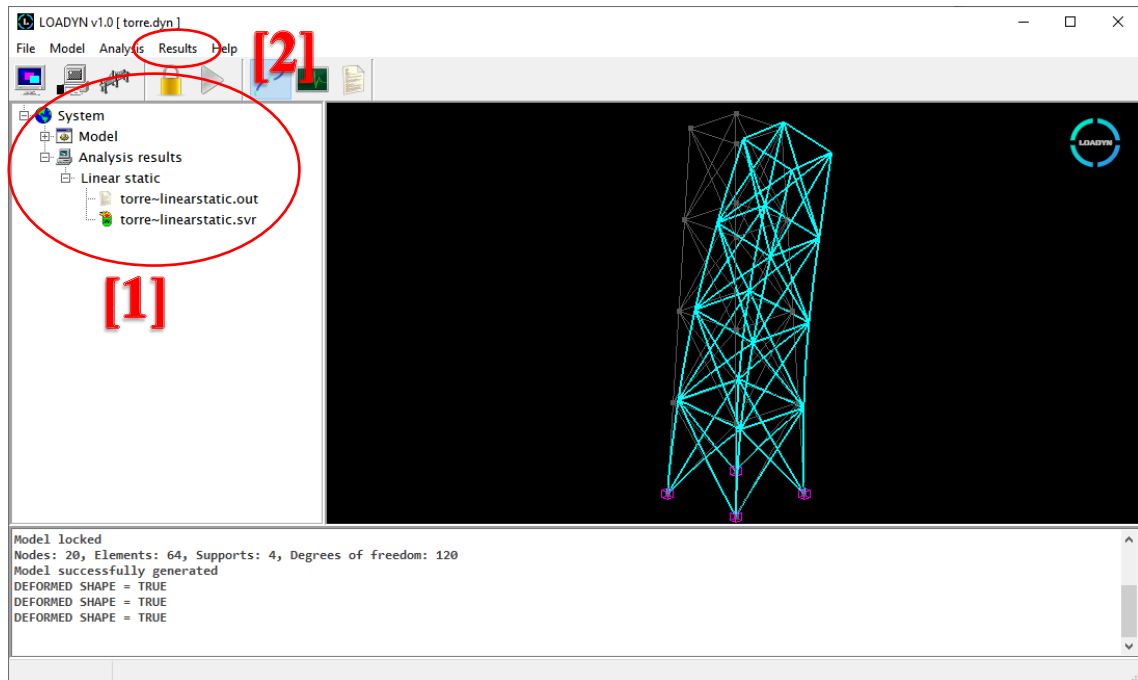 LOADYN v1.0 [ torre.dyn ]
File Model Analysis Results Help
[2]
System
Model
Analysis results
Linear static
torre~linearstatic.out
torre~linearstatic.svr
[1]
LOADYN
Model locked
Nodes: 20, Elements: 64, Supports: 4, Degrees of freedom: 120
Model successfully generated
DEFORMED SHAPE = TRUE
DEFORMED SHAPE = TRUE
DEFORMED SHAPE = TRUE